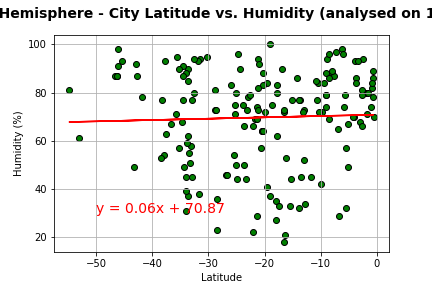 Hemisphere - City Latitude vs. Humidity (analysed on 1
100
80
60
40
20
Humidity (%)
y = 0.06x + 70.87
−50
−40
−30
−20
−10
0
Latitude